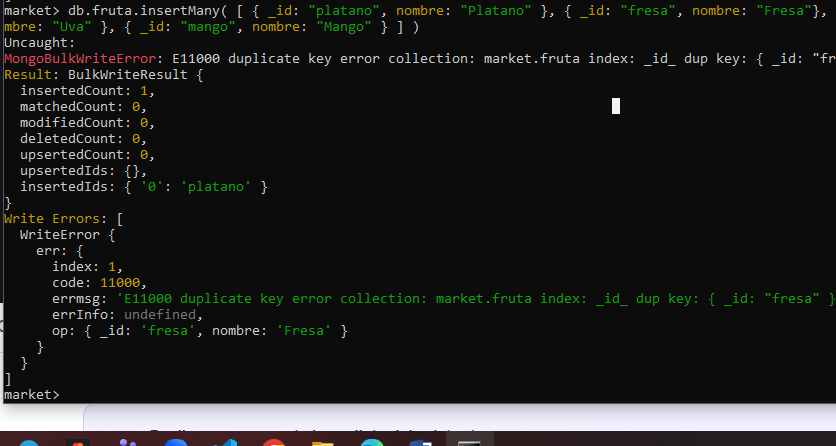 market> db.fruta.insertMany( [ { _id: "platano", nombre: "Platano" }, { _id: "fresa", nombre: "Fresa"},
mbre: "Uva" }, { _id: "mango", nombre: "Mango" } ] )
Uncaught:
MongoBulkWriteError: E11000 duplicate key error collection: market.fruta index: _id_ dup key: { _id: "fr
Result: BulkWriteResult {
  insertedCount: 1,
  matchedCount: 0,
  modifiedCount: 0,
  deletedCount: 0,
  upsertedCount: 0,
  upsertedIds: {},
  insertedIds: { '0': 'platano' }
}
Write Errors: [
  WriteError {
    err: {
      index: 1,
      code: 11000,
      errmsg: 'E11000 duplicate key error collection: market.fruta index: _id_ dup key: { _id: "fresa" }
      errInfo: undefined,
      op: { _id: 'fresa', nombre: 'Fresa' }
    }
  }
]
market>